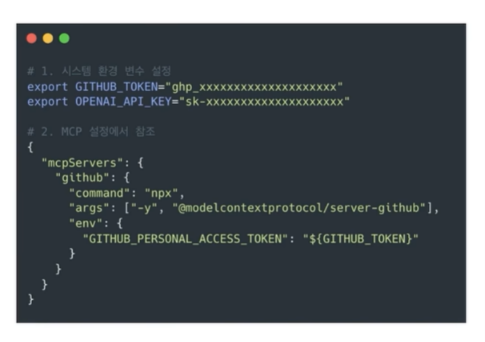 # 1. 시스템 환경 변수 설정
export GITHUB_TOKEN="ghp_xxxxxxxxxxxxxxxxxxxx"
export OPENAI_API_KEY="sk-xxxxxxxxxxxxxxxxxxxx"
# 2. MCP 설정에서 참조
{
  "mcpServers": {
    "github": {
      "command": "npx",
      "args": ["-y", "@modelcontextprotocol/server-github"],
      "env": {
        "GITHUB_PERSONAL_ACCESS_TOKEN": "${GITHUB_TOKEN}"
      }
    }
  }
}